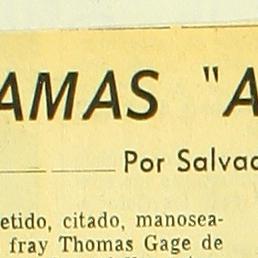 AMAS "A
Por Salvad
etido, citado, manosea-
fray Thomas Gage de